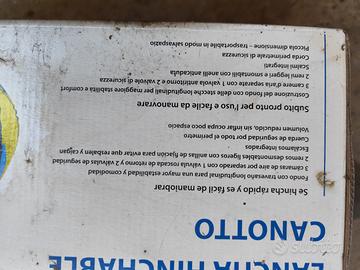 LANCHA HINCHABLE
CANOTTO
Se hincha rápido y es fácil de maniobrar
Fondo con travesaño longitudinal para una mayor estabilidad y comodidad
3 cámaras de aire por separado con 1 válvula roscada de retorno y 2 válvulas de seguridad
2 remos desmontables ligeros con anillas de fijación para evitar que resbalen y caigan
integrados
Cuerda de seguridad por todo el perímetro
Volumen reducido, sin ocupar mucho espacio
Subito pronto per l'uso e facile da manovrare
Costruzione del fondo con delle stecche longitudinali per maggiore stabilità e comfort
3 camere d'aria separate con 1 valvola antiritorno e 2 valvole di sicurezza
2 remi leggeri e smontabili con anelli anticaduta
Scalmi integrati
Corda perimetrale di sicurezza
Piccola dimensione - trasportabile in modo salvaspazio